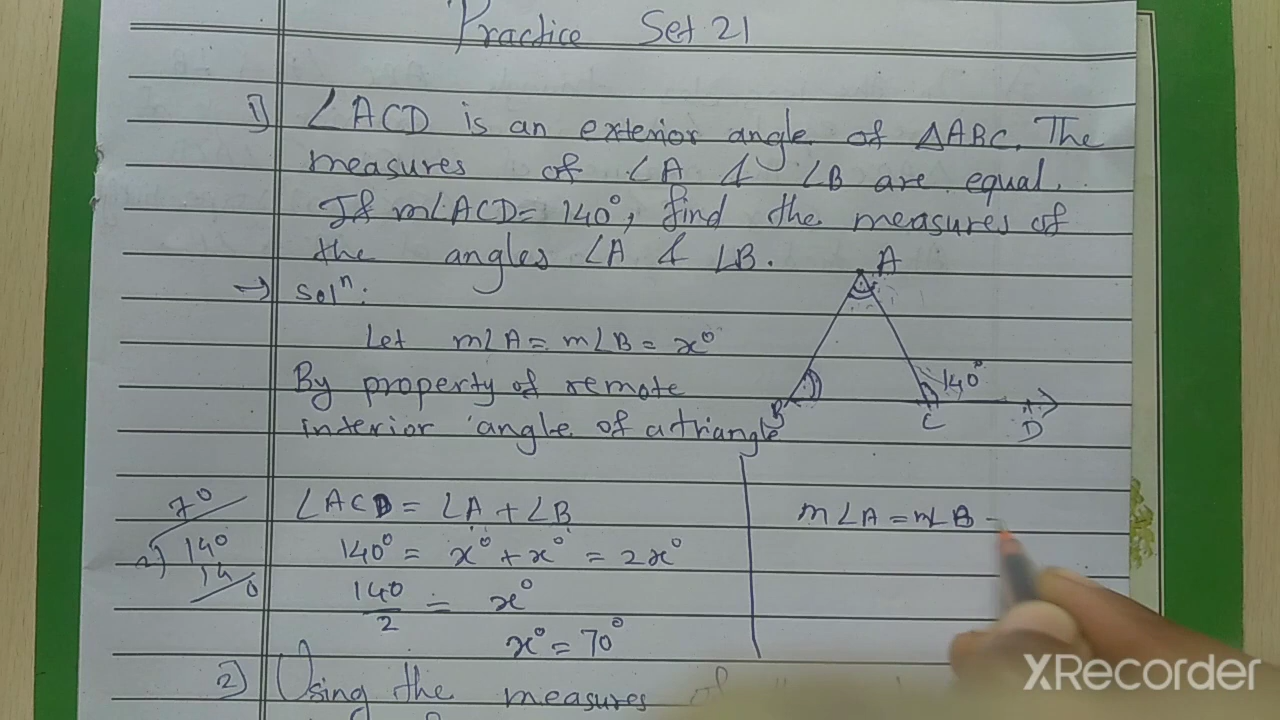 Practice Set 21
1) ∠ACD is an exterior angle of ΔABC. The
measures of ∠A & ∠B are equal.
If m∠ACD = 140°, find the measures of
the angles ∠A & ∠B.
→ Solⁿ:
Let m∠A = m∠B = x°
By property of remote
interior angle of a triangle
∠ACD = ∠A + ∠B
140° = x° + x° = 2x°
140/2 = x°
x° = 70°
70
2) 140
14
0
A
B
C
D
140°
m∠A = m∠B -
2) Using the measures
XRecorder